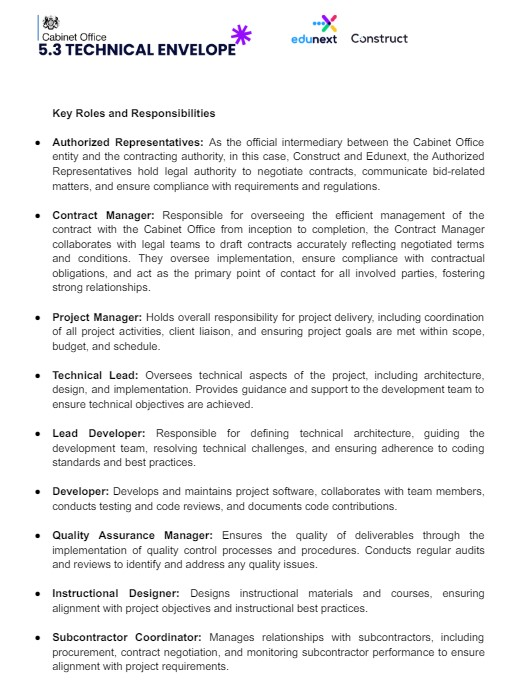 Cabinet Office
5.3 TECHNICAL ENVELOPE
edunext Construct
Key Roles and Responsibilities
● Authorized Representatives: As the official intermediary between the Cabinet Office
entity and the contracting authority, in this case, Construct and Edunext, the Authorized
Representatives hold legal authority to negotiate contracts, communicate bid-related
matters, and ensure compliance with requirements and regulations.
● Contract Manager: Responsible for overseeing the efficient management of the
contract with the Cabinet Office from inception to completion, the Contract Manager
collaborates with legal teams to draft contracts accurately reflecting negotiated terms
and conditions. They oversee implementation, ensure compliance with contractual
obligations, and act as the primary point of contact for all involved parties, fostering
strong relationships.
● Project Manager: Holds overall responsibility for project delivery, including coordination
of all project activities, client liaison, and ensuring project goals are met within scope,
budget, and schedule.
● Technical Lead: Oversees technical aspects of the project, including architecture,
design, and implementation. Provides guidance and support to the development team to
ensure technical objectives are achieved.
● Lead Developer: Responsible for defining technical architecture, guiding the
development team, resolving technical challenges, and ensuring adherence to coding
standards and best practices.
● Developer: Develops and maintains project software, collaborates with team members,
conducts testing and code reviews, and documents code contributions.
● Quality Assurance Manager: Ensures the quality of deliverables through the
implementation of quality control processes and procedures. Conducts regular audits
and reviews to identify and address any quality issues.
● Instructional Designer: Designs instructional materials and courses, ensuring
alignment with project objectives and instructional best practices.
● Subcontractor Coordinator: Manages relationships with subcontractors, including
procurement, contract negotiation, and monitoring subcontractor performance to ensure
alignment with project requirements.